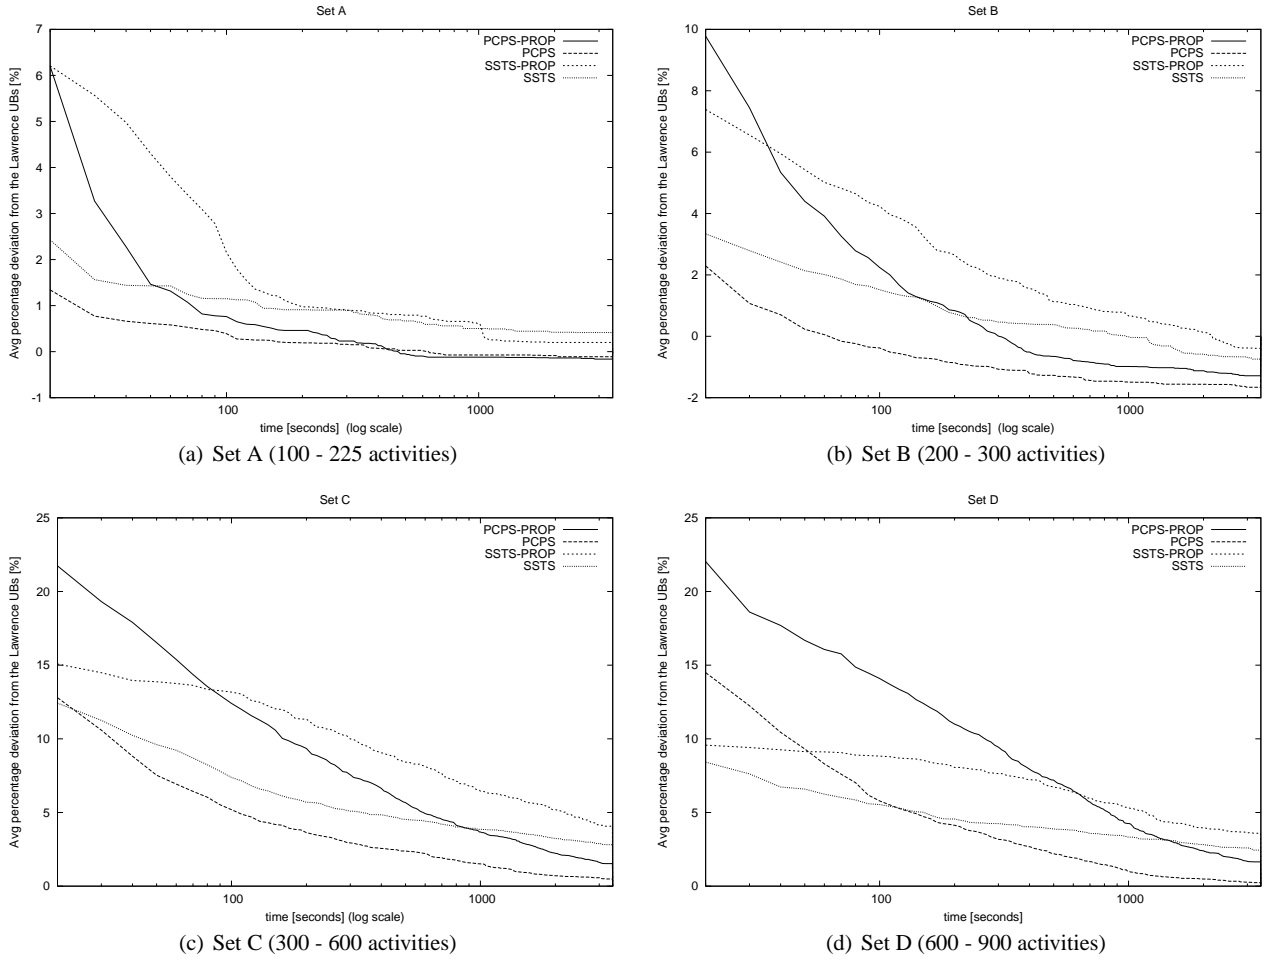 Set A
7
6
5
4
3
2
1
0
-1
Avg percentage deviation from the Lawrence UBs [%]
PCPS-PROP
PCPS
SSTS-PROP
SSTS
100
1000
time [seconds] (log scale)
(a) Set A (100 - 225 activities)
Set B
10
8
6
4
2
0
-2
Avg percentage deviation from the Lawrence UBs [%]
PCPS-PROP
PCPS
SSTS-PROP
SSTS
100
1000
time [seconds] (log scale)
(b) Set B (200 - 300 activities)
Set C
25
20
15
10
5
0
Avg percentage deviation from the Lawrence UBs [%]
PCPS-PROP
PCPS
SSTS-PROP
SSTS
100
1000
time [seconds] (log scale)
(c) Set C (300 - 600 activities)
Set D
25
20
15
10
5
0
Avg percentage deviation from the Lawrence UBs [%]
PCPS-PROP
PCPS
SSTS-PROP
SSTS
100
1000
time [seconds]
(d) Set D (600 - 900 activities)